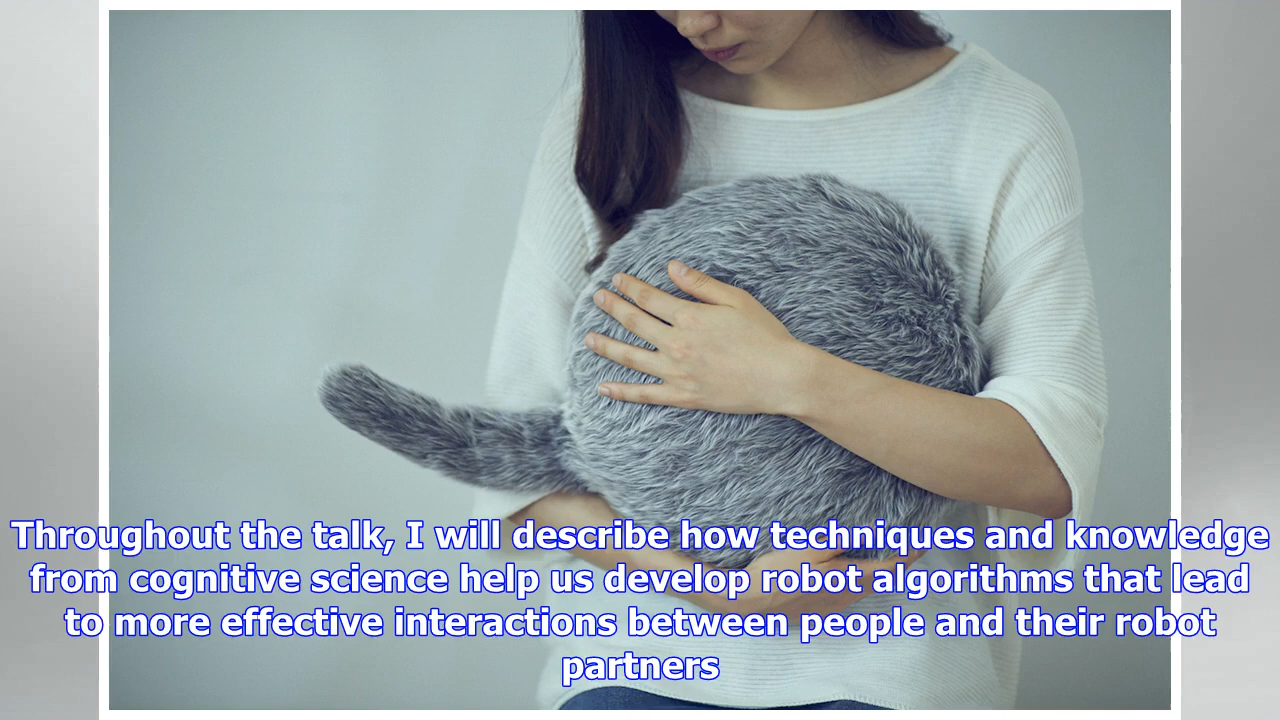 Throughout the talk, I will describe how techniques and knowledge
from cognitive science help us develop robot algorithms that lead
to more effective interactions between people and their robot
partners